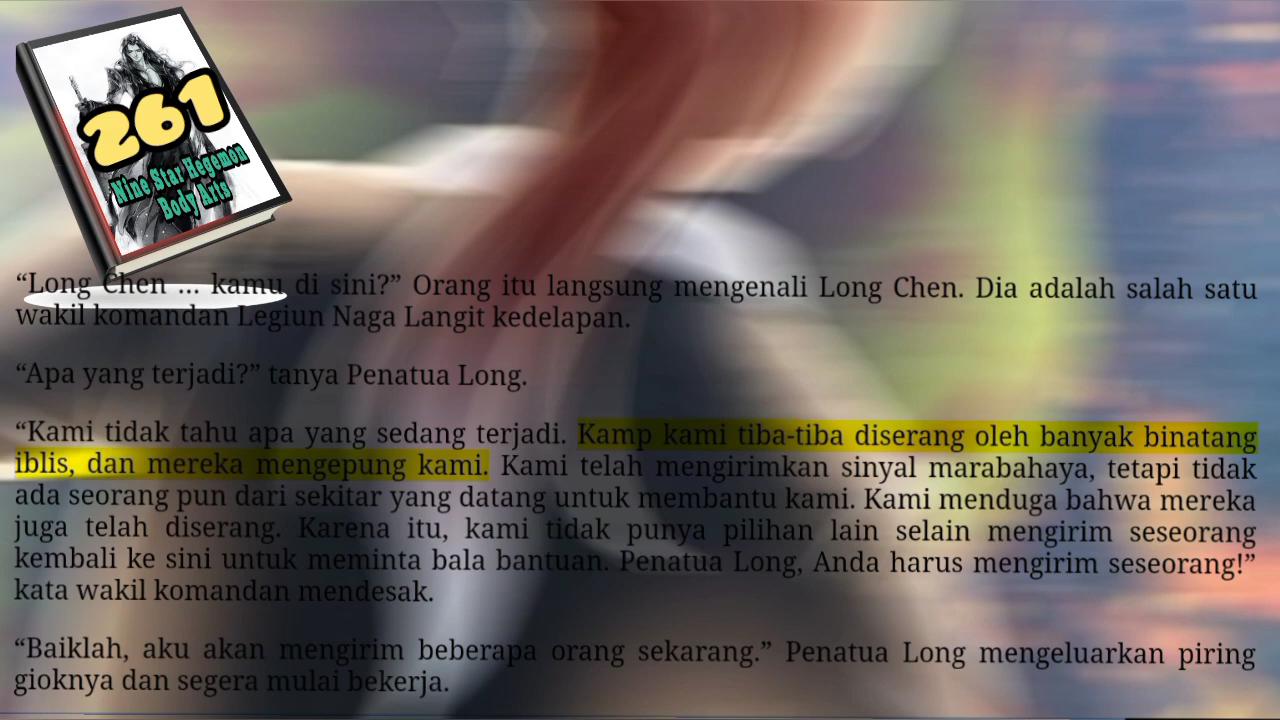 261
Nine Star Hegemon
Body Arts
“Long Chen ... kamu di sini?” Orang itu langsung mengenali Long Chen. Dia adalah salah satu
wakil komandan Legiun Naga Langit kedelapan.
“Apa yang terjadi?” tanya Penatua Long.
“Kami tidak tahu apa yang sedang terjadi. Kamp kami tiba-tiba diserang oleh banyak binatang
iblis, dan mereka mengepung kami. Kami telah mengirimkan sinyal marabahaya, tetapi tidak
ada seorang pun dari sekitar yang datang untuk membantu kami. Kami menduga bahwa mereka
juga telah diserang. Karena itu, kami tidak punya pilihan lain selain mengirim seseorang
kembali ke sini untuk meminta bala bantuan. Penatua Long, Anda harus mengirim seseorang!”
kata wakil komandan mendesak.
“Baiklah, aku akan mengirim beberapa orang sekarang.” Penatua Long mengeluarkan piring
gioknya dan segera mulai bekerja.